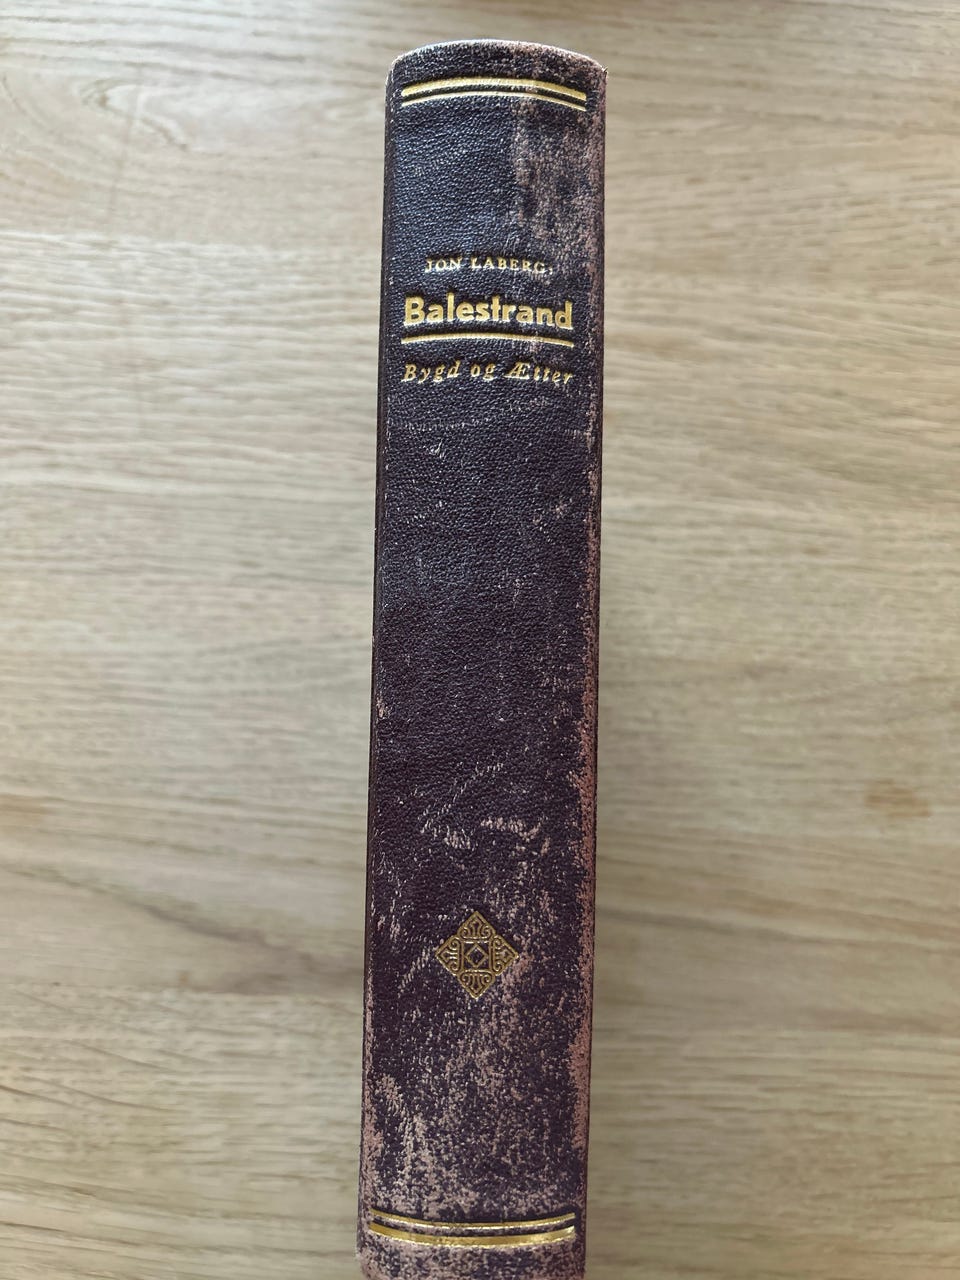 JON LABERG:
Balestrand
Bygd og Ætter